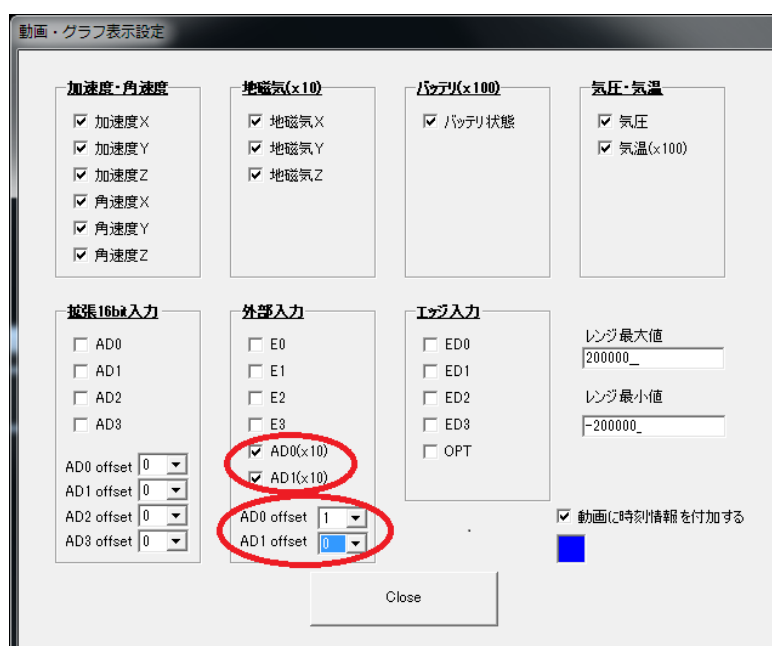 動画・グラフ表示設定
加速度・角速度
加速度X
加速度Y
加速度Z
角速度X
角速度Y
角速度Z
地磁気(x10)
地磁気X
地磁気Y
地磁気Z
バッテリ(x100)
バッテリ状態
気圧・気温
気圧
気温(x100)
拡張16bit入力
AD0
AD1
AD2
AD3
AD0 offset 0
AD1 offset 0
AD2 offset 0
AD3 offset 0
外部入力
E0
E1
E2
E3
AD0(x10)
AD1(x10)
AD0 offset 1
AD1 offset 0
エッジ入力
ED0
ED1
ED2
ED3
OPT
レンジ最大値
200000_
レンジ最小値
-200000_
動画に時刻情報を付加する
Close